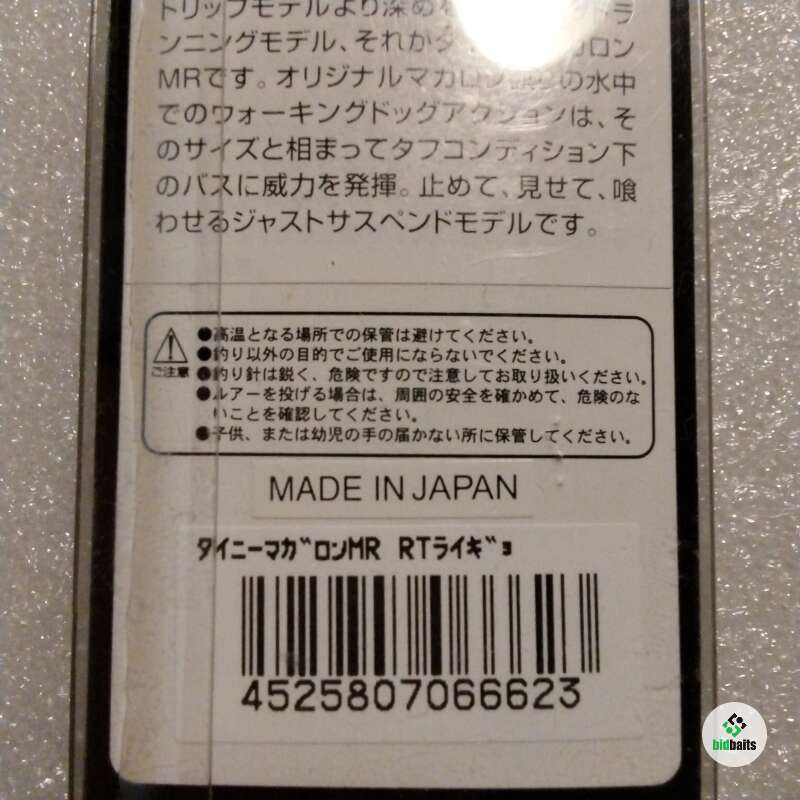 トリップモデルより深め
ンニングモデル、それがタ カロン
MRです。オリジナルマカロン の水中
でのウォーキングドッグアクションは、そ
のサイズと相まってタフコンディション下
のバスに威力を発揮。止めて、見せて、喰
わせるジャストサスペンドモデルです。
ご注意
●高温となる場所での保管は避けてください。
●釣り以外の目的でご使用にならないでください。
●釣り針は鋭く、危険ですので注意してお取り扱いください。
●ルアーを投げる場合は、周囲の安全を確かめて、危険のな
いことを確認してください。
●子供、または幼児の手の届かない所に保管してください。
MADE IN JAPAN
タイニーマカ゛ロンMR RTライキ゛ョ
4525807066623
bidbaits